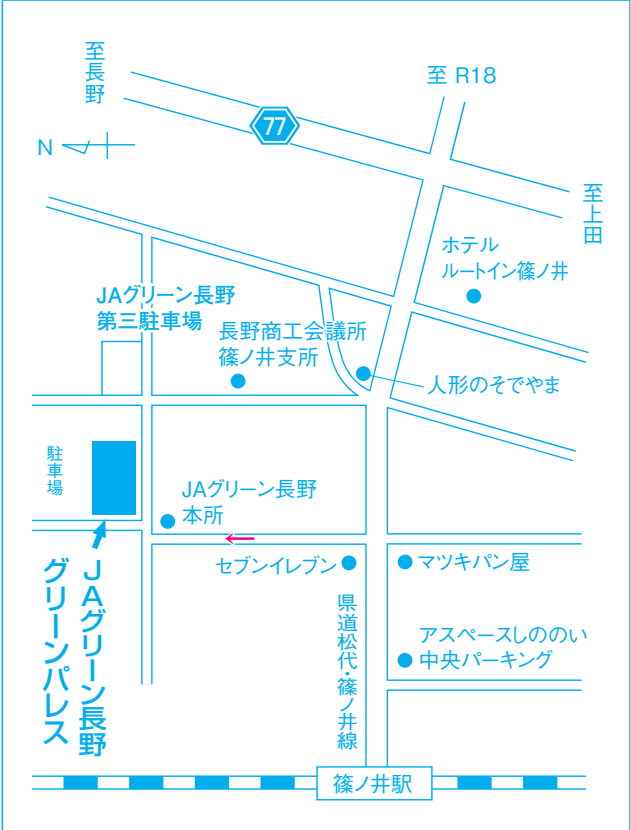 至長野
至 R18
77
N
至上田
ホテル
ルートイン篠ノ井
JAグリーン長野
第三駐車場
長野商工会議所
篠ノ井支所
人形のそでやま
駐車場
JAグリーン長野
本所
セブンイレブン
マツキパン屋
JAグリーン長野
グリーンパレス
県道松代・篠ノ井線
アスペースしののい
中央パーキング
篠ノ井駅